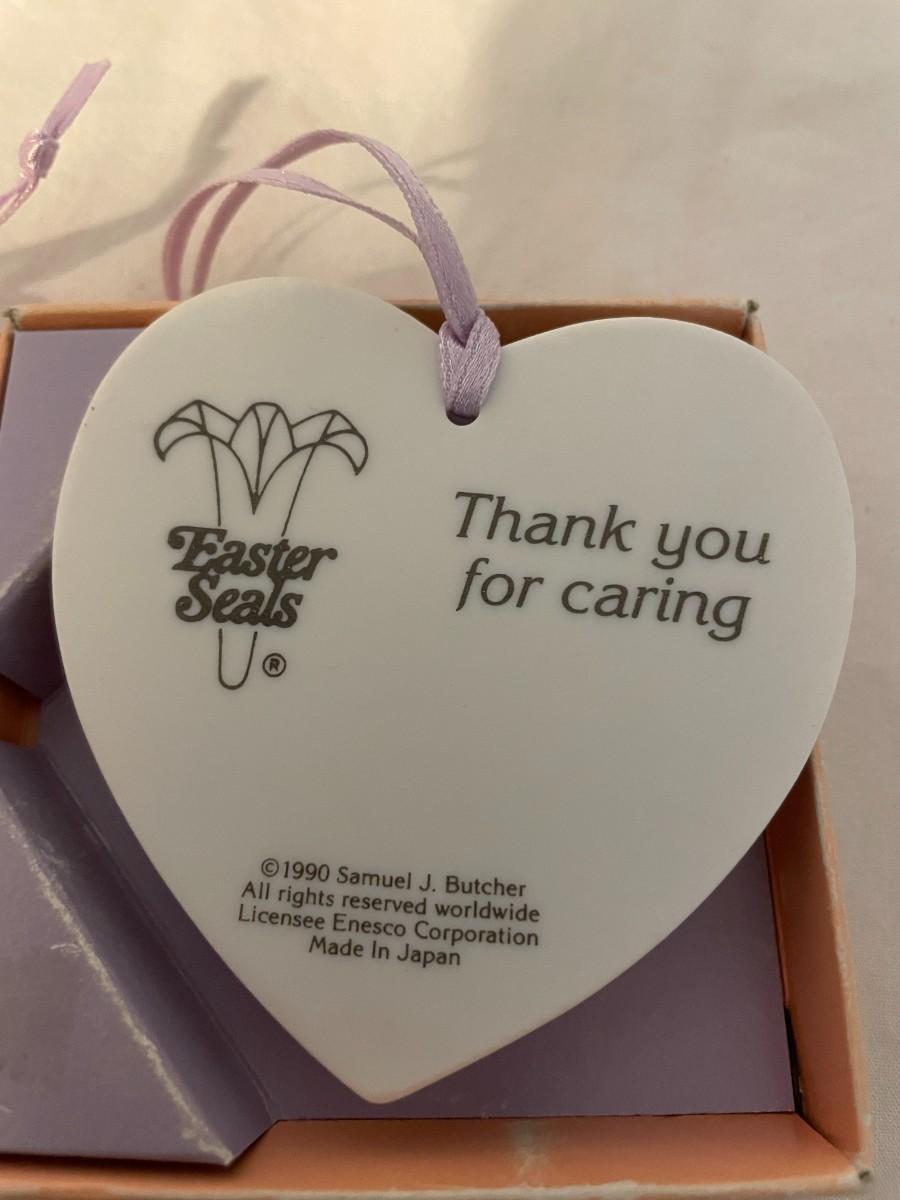 Easter
Seals
®
Thank you
for caring
©1990 Samuel J. Butcher
All rights reserved worldwide
Licensee Enesco Corporation
Made In Japan